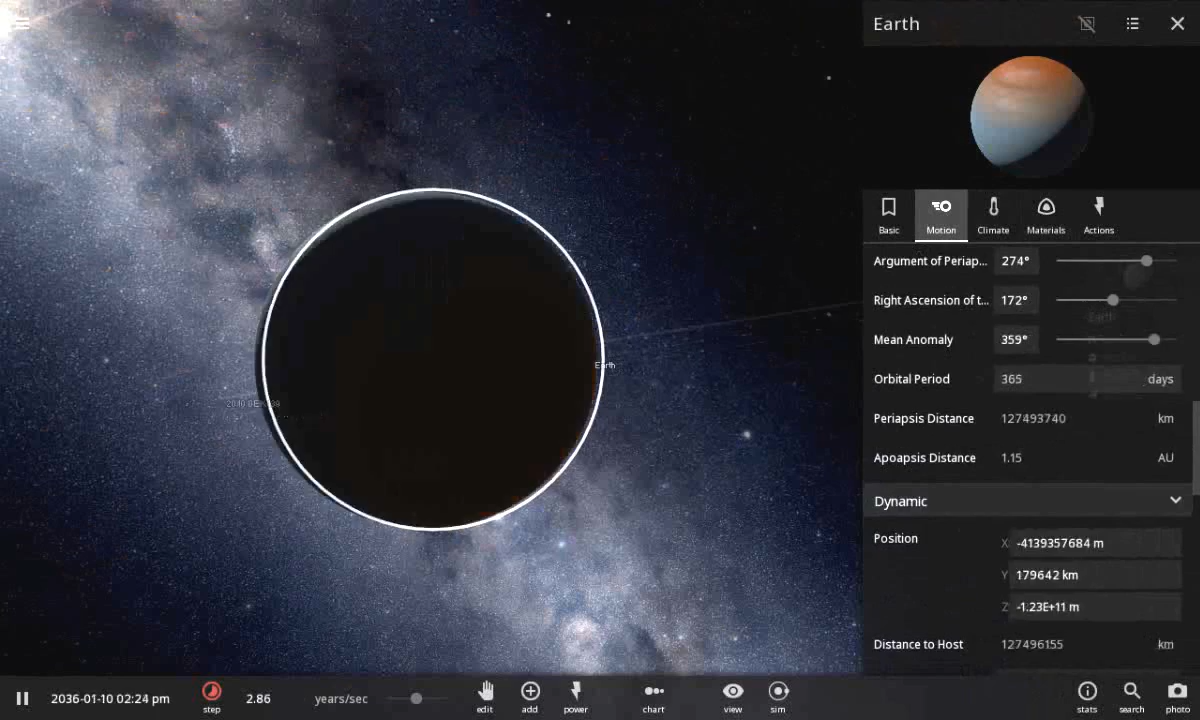 Earth
Basic
Motion
Climate
Materials
Actions
Argument of Periap... 274°
Right Ascension of t... 172°
Mean Anomaly 359°
Orbital Period 365 days
Periapsis Distance 127493740 km
Apoapsis Distance 1.15 AU
Dynamic
Position X -4139357684 m
Y 179642 km
Z -1.23E+11 m
Distance to Host 127496155 km
Earth
2036-01-10 02:24 pm
step
2.86 years/sec
edit
add
power
chart
view
sim
stats
search
photo